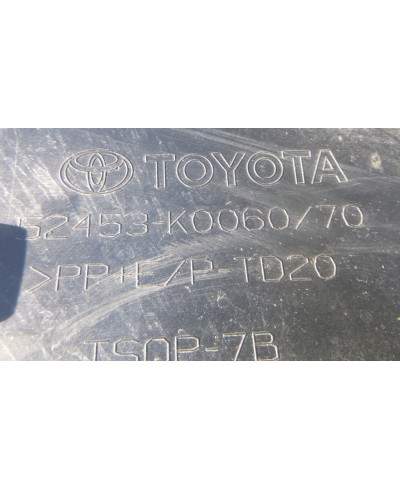 TOYOTA
52453-K0060/70
>PP+E/P-TD20
TSOP-7B